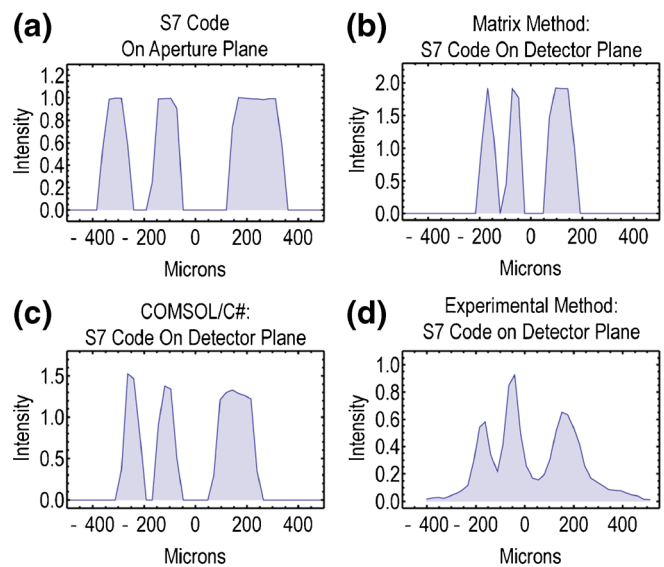 (a)
S7 Code
On Aperture Plane
Intensity
1.2
1.0
0.8
0.6
0.4
0.2
0.0
- 400 - 200 0 200 400
Microns
(b)
Matrix Method:
S7 Code On Detector Plane
Intensity
2.0
1.5
1.0
0.5
0.0
- 400 - 200 0 200 400
Microns
(c)
COMSOL/C#:
S7 Code On Detector Plane
Intensity
1.5
1.0
0.5
0.0
- 400 - 200 0 200 400
Microns
(d)
Experimental Method:
S7 Code on Detector Plane
Intensity
1.0
0.8
0.6
0.4
0.2
0.0
- 400 - 200 0 200 400
Microns